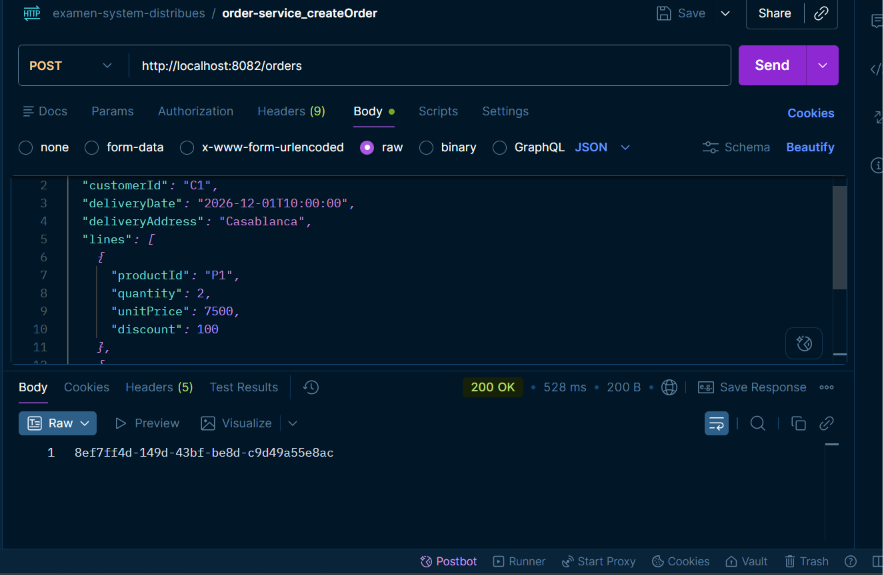 HTTP examen-system-distribues / order-service_createOrder Save Share
POST http://localhost:8082/orders Send
Docs Params Authorization Headers (9) Body Scripts Settings Cookies
none form-data x-www-form-urlencoded raw binary GraphQL JSON Schema Beautify
2 "customerId": "C1",
3 "deliveryDate": "2026-12-01T10:00:00",
4 "deliveryAddress": "Casablanca",
5 "lines": [
6 {
7 "productId": "P1",
8 "quantity": 2,
9 "unitPrice": 7500,
10 "discount": 100
11 },
Body Cookies Headers (5) Test Results 200 OK • 528 ms • 200 B • e.g. Save Response
Raw Preview Visualize
1 8ef7ff4d-149d-43bf-be8d-c9d49a55e8ac
Postbot Runner Start Proxy Cookies Vault Trash